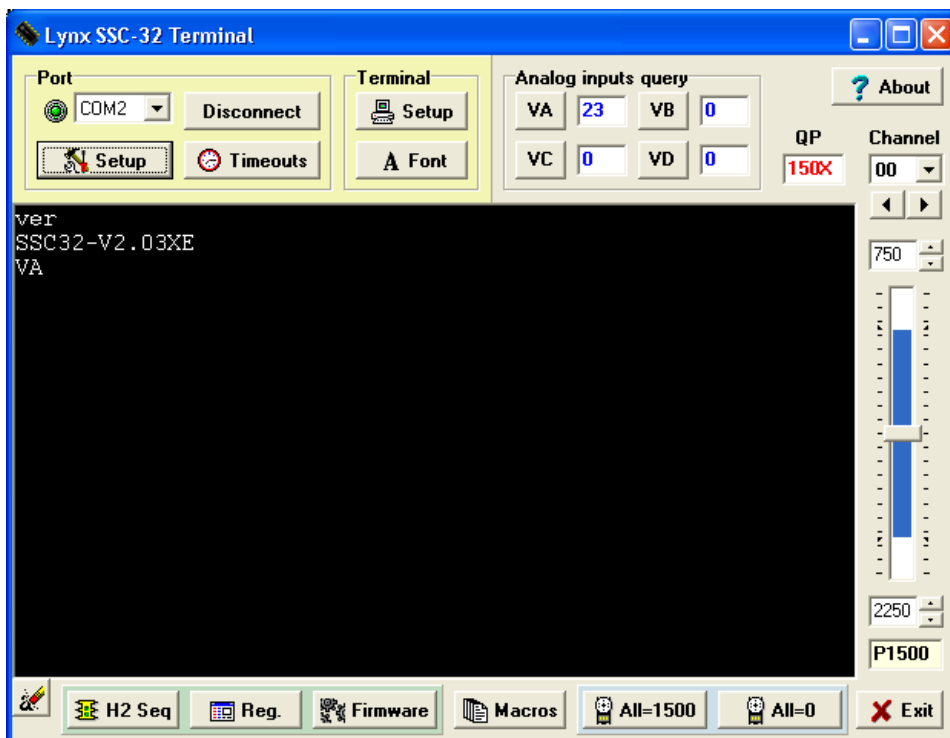 Lynx SSC-32 Terminal
Port
COM2
Disconnect
Setup
Timeouts
Terminal
Setup
A Font
Analog inputs query
VA 23 VB 0
VC 0 VD 0
? About
QP
150X
Channel
00
ver
SSC32-V2.03XE
VA
750
2250
P1500
H2 Seq
Reg.
Firmware
Macros
All=1500
All=0
Exit